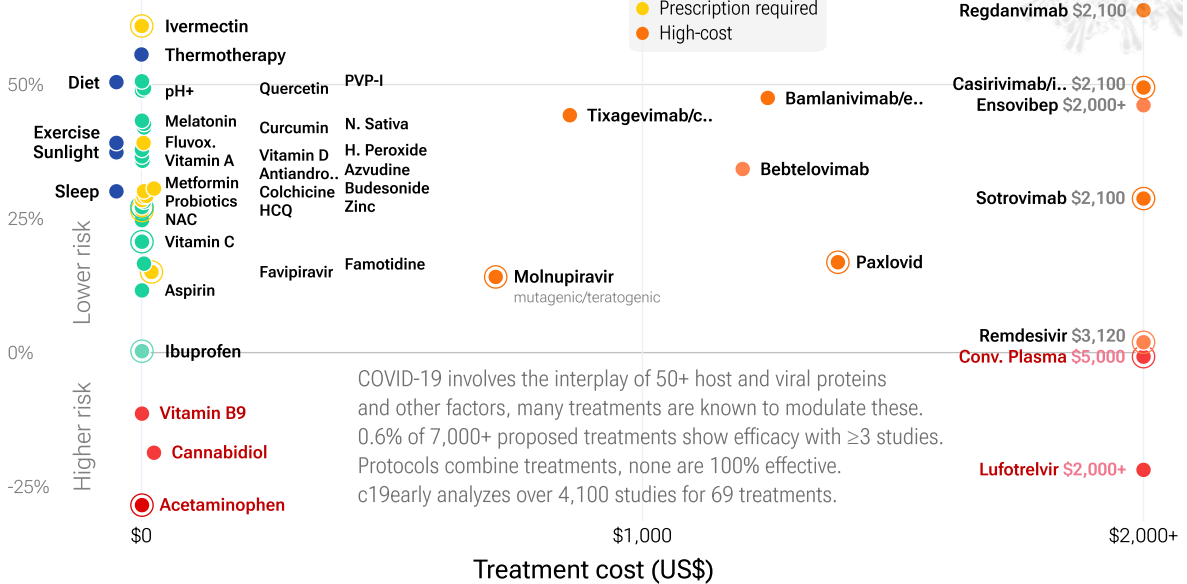 Prescription required
High-cost
Regdanvimab $2,100
Ivermectin
Thermotherapy
50%
Diet
pH+
Quercetin
PVP-I
Casirivimab/i.. $2,100
Bamlanivimab/e..
Ensovibep $2,000+
Tixagevimab/c..
Melatonin
Curcumin
N. Sativa
Exercise
Sunlight
Fluvox.
Vitamin A
Vitamin D
H. Peroxide
Antiandro..
Azvudine
Bebtelovimab
Sleep
Metformin
Colchicine
Budesonide
Probiotics
HCQ
Zinc
Sotrovimab $2,100
NAC
25%
Lower risk
Vitamin C
Favipiravir
Famotidine
Molnupiravir
mutagenic/teratogenic
Paxlovid
Aspirin
Remdesivir $3,120
0%
Ibuprofen
Conv. Plasma $5,000
COVID-19 involves the interplay of 50+ host and viral proteins
and other factors, many treatments are known to modulate these.
0.6% of 7,000+ proposed treatments show efficacy with ≥3 studies.
Protocols combine treatments, none are 100% effective.
c19early analyzes over 4,100 studies for 69 treatments.
Higher risk
Vitamin B9
Cannabidiol
Lufotrelvir $2,000+
-25%
Acetaminophen
$0
$1,000
$2,000+
Treatment cost (US$)